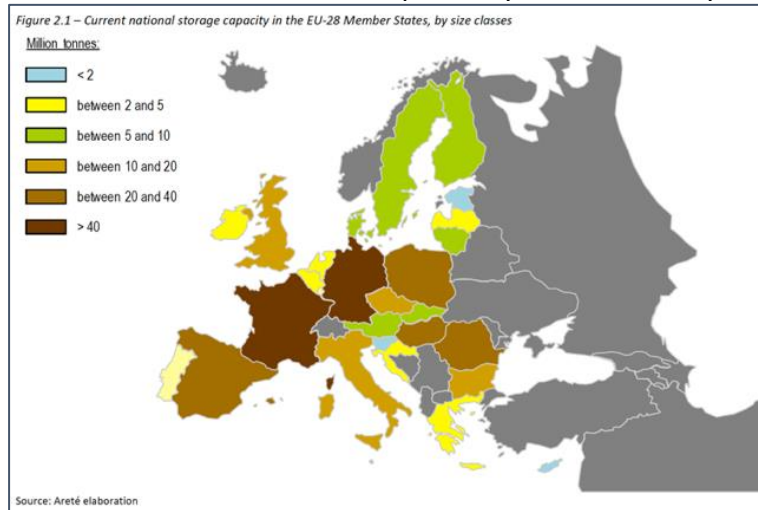 Figure 2.1 – Current national storage capacity in the EU-28 Member States, by size classes
Million tonnes:
< 2
between 2 and 5
between 5 and 10
between 10 and 20
between 20 and 40
> 40
Source: Areté elaboration